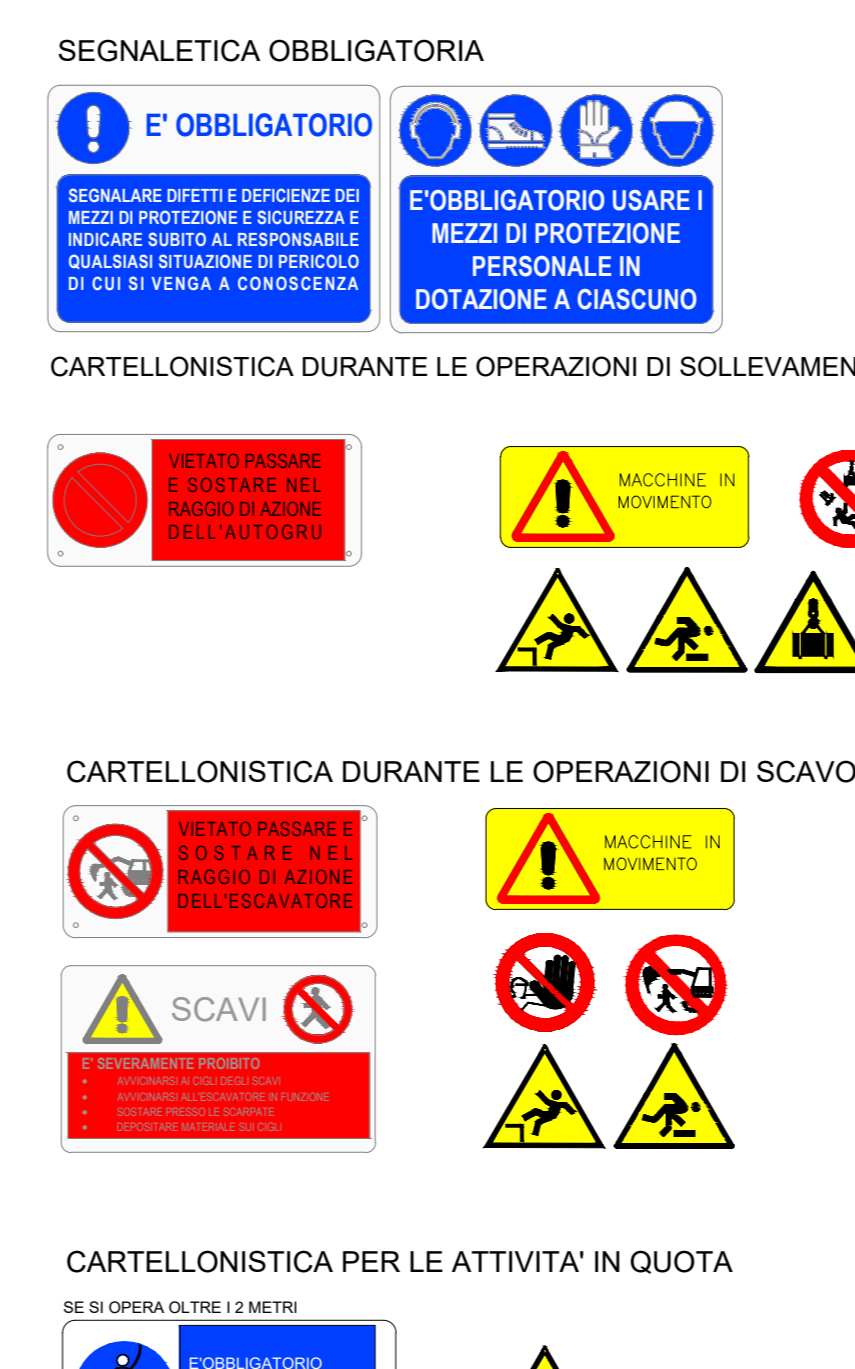 SEGNALETICA OBBLIGATORIA
E' OBBLIGATORIO
SEGNALARE DIFETTI E DEFICIENZE DEI
MEZZI DI PROTEZIONE E SICUREZZA E
INDICARE SUBITO AL RESPONSABILE
QUALSIASI SITUAZIONE DI PERICOLO
DI CUI SI VENGA A CONOSCENZA
E'OBBLIGATORIO USARE I
MEZZI DI PROTEZIONE
PERSONALE IN
DOTAZIONE A CIASCUNO
CARTELLONISTICA DURANTE LE OPERAZIONI DI SOLLEVAMEN
VIETATO PASSARE
E SOSTARE NEL
RAGGIO DI AZIONE
DELL'AUTOGRU
MACCHINE IN
MOVIMENTO
CARTELLONISTICA DURANTE LE OPERAZIONI DI SCAVO
VIETATO PASSARE E
SOSTARE NEL
RAGGIO DI AZIONE
DELL'ESCAVATORE
MACCHINE IN
MOVIMENTO
SCAVI
E' SEVERAMENTE PROIBITO
• AVVICINARSI AI CIGLI DEGLI SCAVI
• AVVICINARSI ALL'ESCAVATORE IN FUNZIONE
• SOSTARE PRESSO LE SCARPATE
• DEPOSITARE MATERIALE SUI CIGLI
CARTELLONISTICA PER LE ATTIVITA' IN QUOTA
SE SI OPERA OLTRE I 2 METRI
E'OBBLIGATORIO